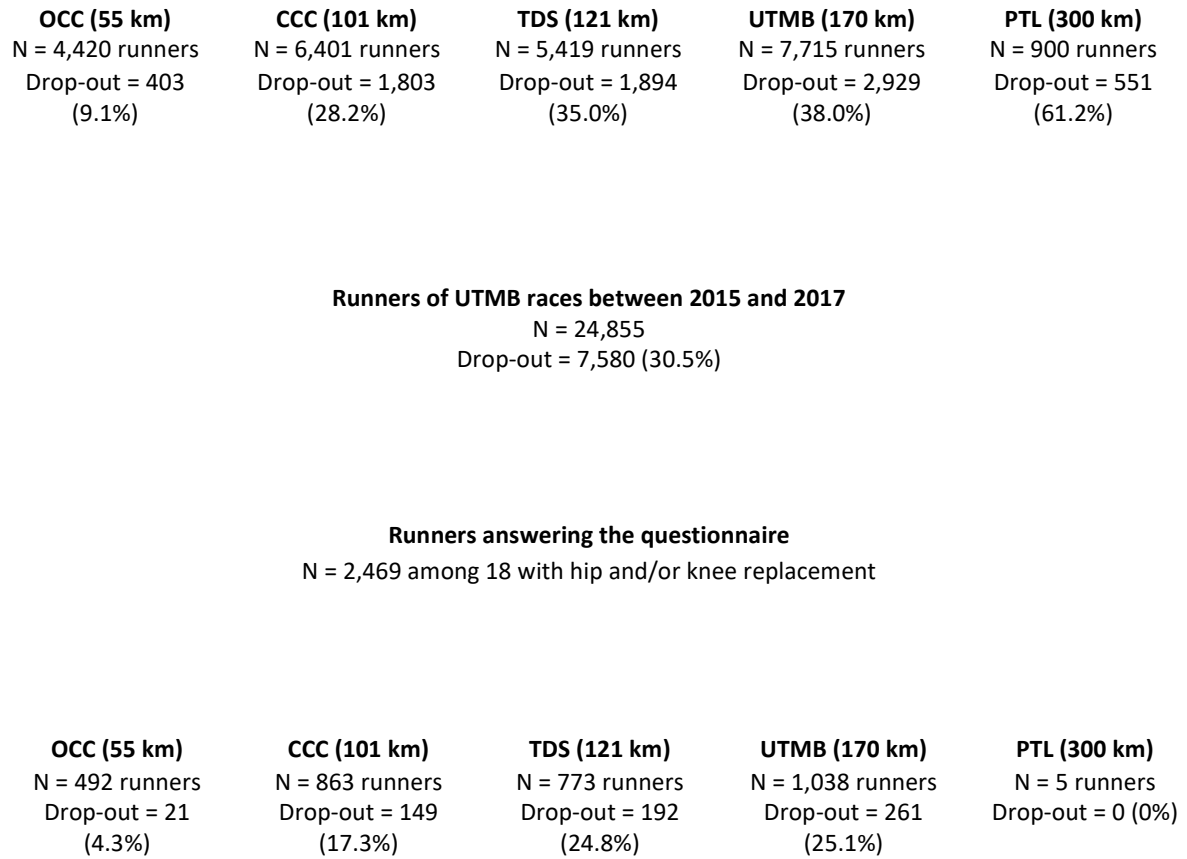 OCC (55 km)
N = 4,420 runners
Drop-out = 403
(9.1%)
CCC (101 km)
N = 6,401 runners
Drop-out = 1,803
(28.2%)
TDS (121 km)
N = 5,419 runners
Drop-out = 1,894
(35.0%)
UTMB (170 km)
N = 7,715 runners
Drop-out = 2,929
(38.0%)
PTL (300 km)
N = 900 runners
Drop-out = 551
(61.2%)
Runners of UTMB races between 2015 and 2017
N = 24,855
Drop-out = 7,580 (30.5%)
Runners answering the questionnaire
N = 2,469 among 18 with hip and/or knee replacement
OCC (55 km)
N = 492 runners
Drop-out = 21
(4.3%)
CCC (101 km)
N = 863 runners
Drop-out = 149
(17.3%)
TDS (121 km)
N = 773 runners
Drop-out = 192
(24.8%)
UTMB (170 km)
N = 1,038 runners
Drop-out = 261
(25.1%)
PTL (300 km)
N = 5 runners
Drop-out = 0 (0%)